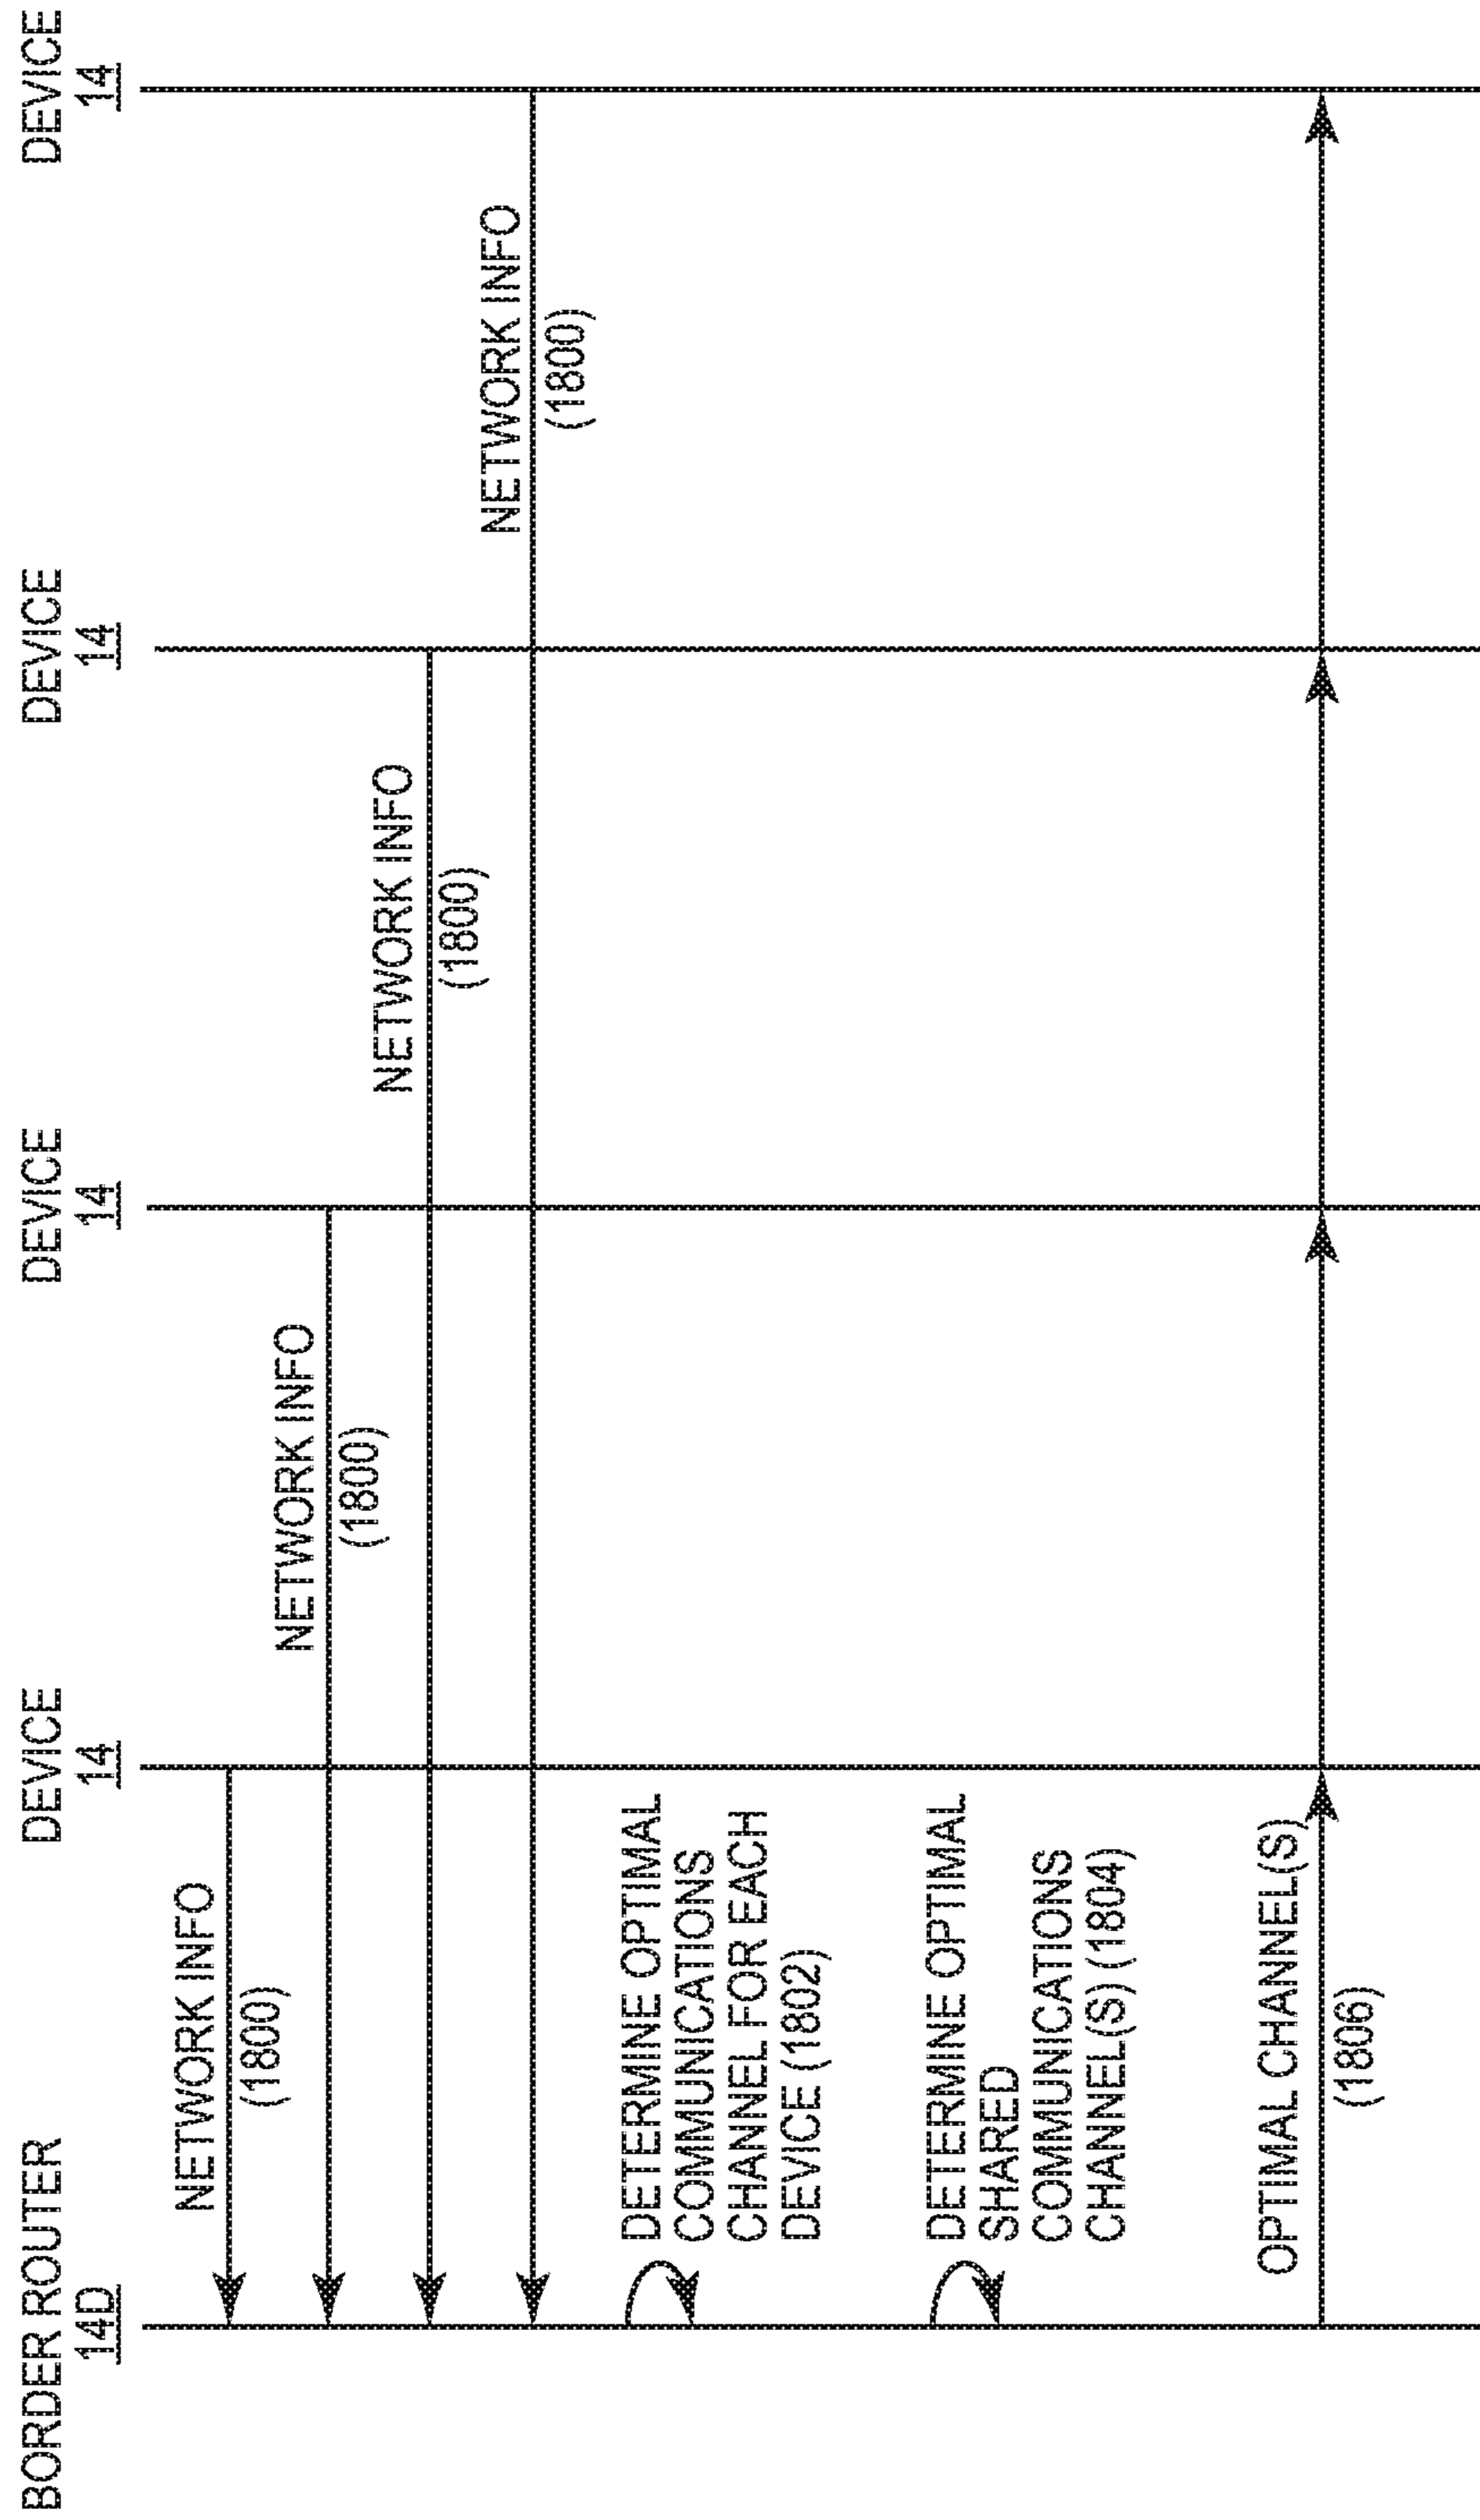 BORDER ROUTER
14D
DEVICE
14
DEVICE
14
DEVICE
14
DEVICE
14
NETWORK INFO
(1800)
NETWORK INFO
(1800)
NETWORK INFO
(1800)
NETWORK INFO
(1800)
DETERMINE OPTIMAL
COMMUNICATIONS
CHANNEL FOR EACH
DEVICE (1802)
DETERMINE OPTIMAL
SHARED
COMMUNICATIONS
CHANNEL(S) (1804)
OPTIMAL CHANNEL(S)
(1806)